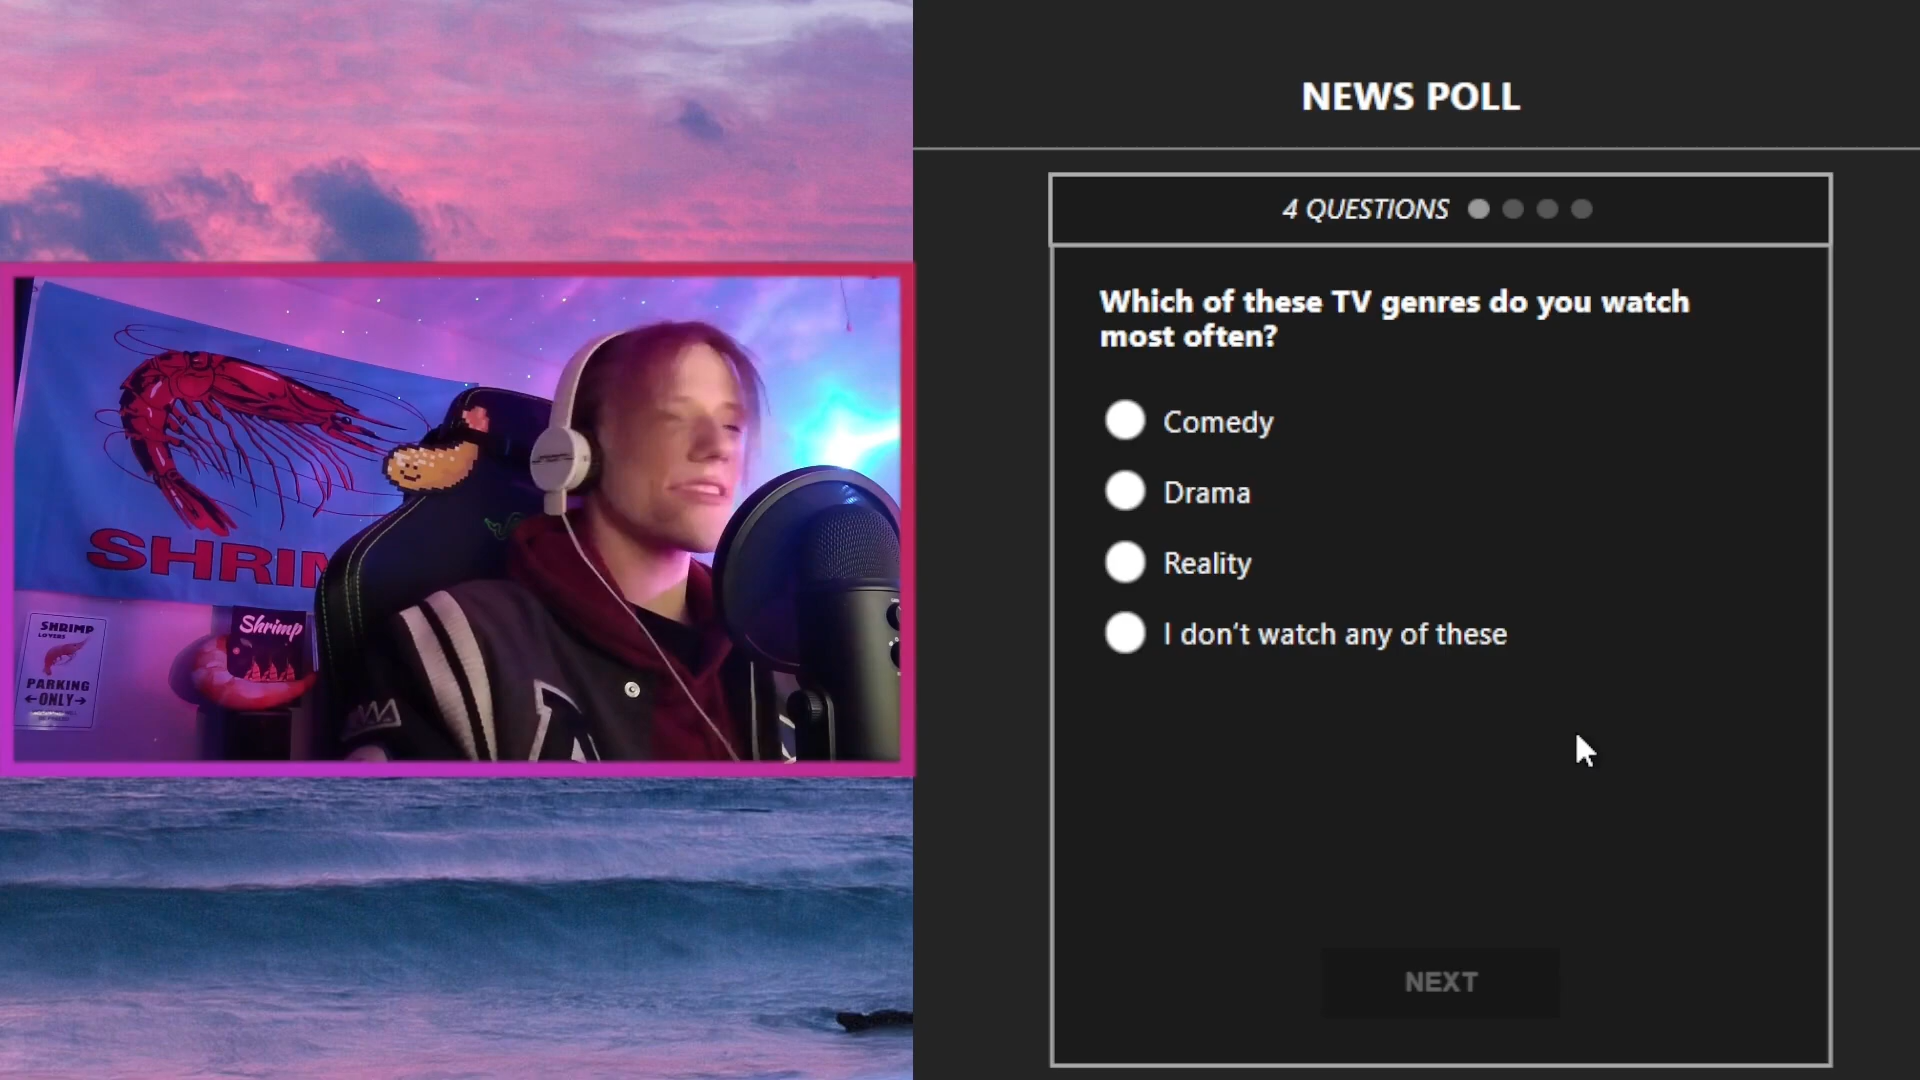 SHRIM
SHRIMP
LOVERS
PARKING
←ONLY→
Shrimp
NEWS POLL
4 QUESTIONS
Which of these TV genres do you watch
most often?
Comedy
Drama
Reality
I don't watch any of these
NEXT